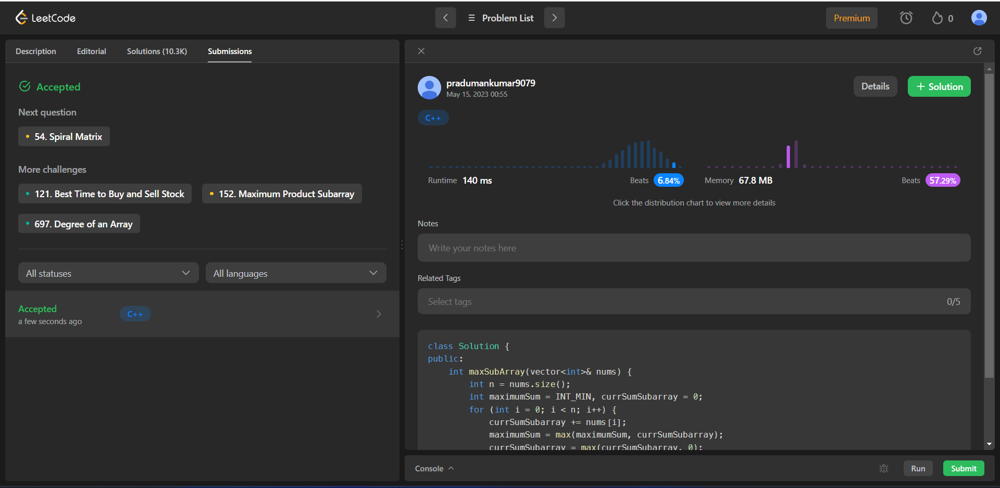 LeetCode
Problem List
Premium
0
Description Editorial Solutions (10.3K) Submissions
Accepted
Next question
54. Spiral Matrix
More challenges
121. Best Time to Buy and Sell Stock
152. Maximum Product Subarray
697. Degree of an Array
All statuses
All languages
Accepted
a few seconds ago
C++
pradumankumar9079
May 15, 2023 00:55
Details
+ Solution
C++
Runtime 140 ms
Beats 6.84%
Memory 67.8 MB
Beats 57.29%
Click the distribution chart to view more details
Notes
Write your notes here
Related Tags
Select tags
0/5
class Solution {
public:
    int maxSubArray(vector<int>& nums) {
        int n = nums.size();
        int maximumSum = INT_MIN, currSumSubarray = 0;
        for (int i = 0; i < n; i++) {
            currSumSubarray += nums[i];
            maximumSum = max(maximumSum, currSumSubarray);
            currSumSubarray = max(currSumSubarray, 0);
Console
Run
Submit